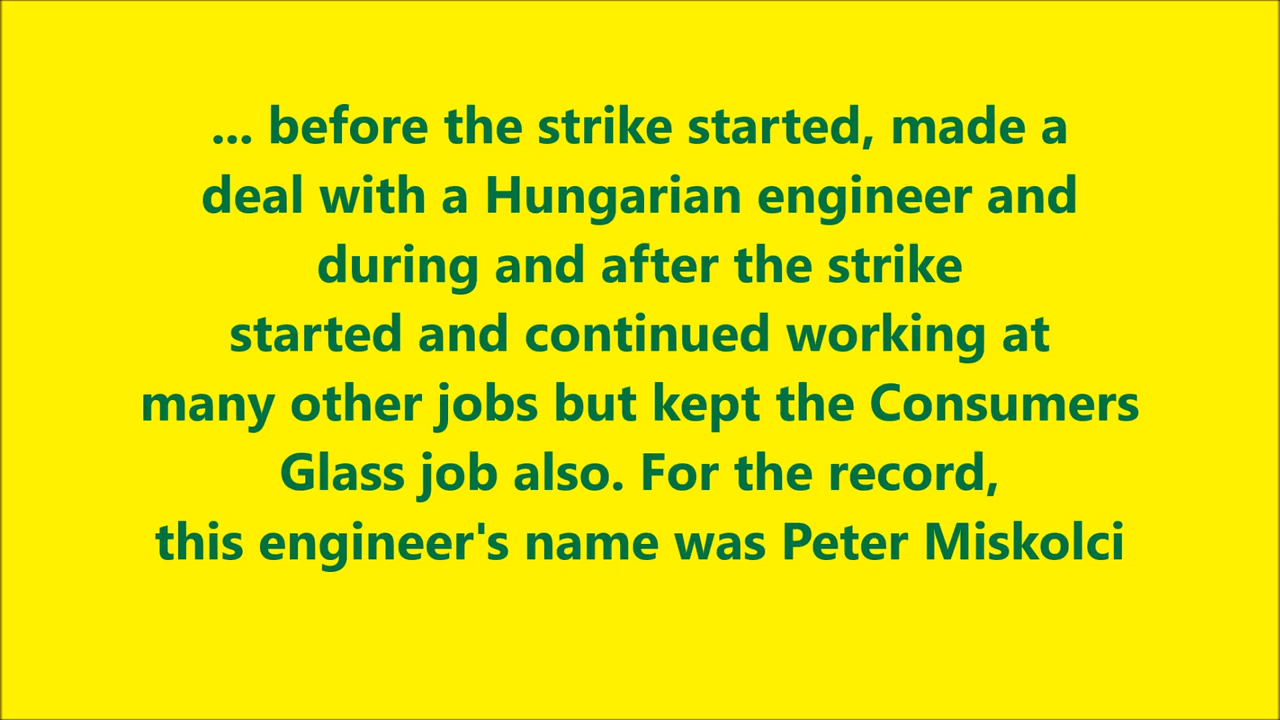 ... before the strike started, made a
deal with a Hungarian engineer and
during and after the strike
started and continued working at
many other jobs but kept the Consumers
Glass job also. For the record,
this engineer's name was Peter Miskolci